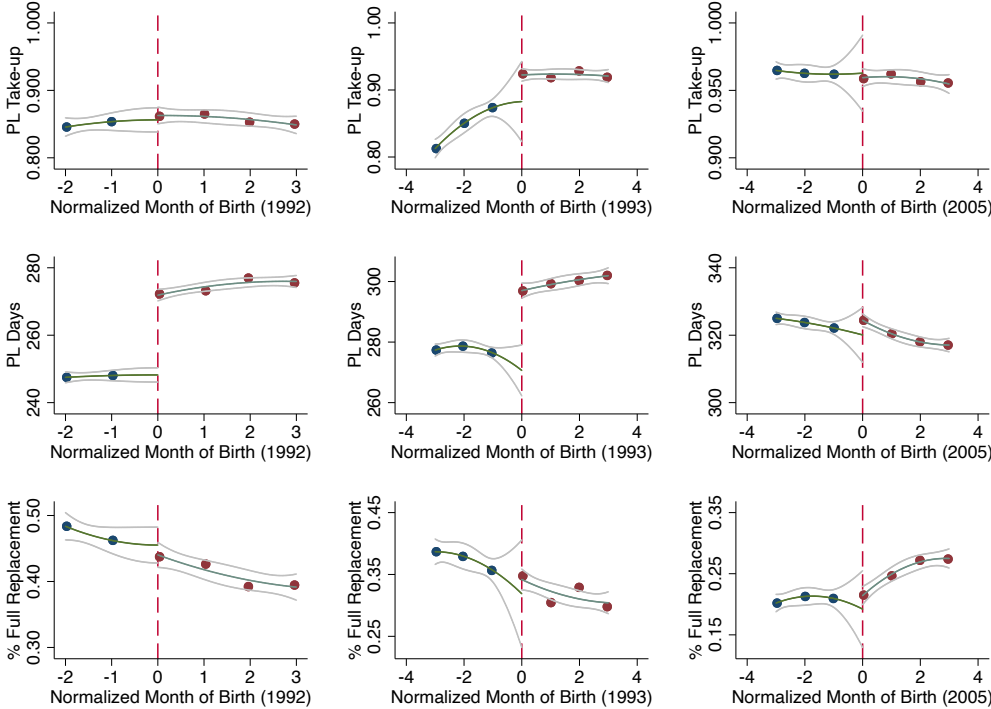 PL Take-up
1.000
0.900
0.800
-2 -1 0 1 2 3
Normalized Month of Birth (1992)
PL Take-up
1.00
0.90
0.80
-4 -2 0 2 4
Normalized Month of Birth (1993)
PL Take-up
1.000
0.950
0.900
-4 -2 0 2 4
Normalized Month of Birth (2005)
PL Days
280
260
240
-2 -1 0 1 2 3
Normalized Month of Birth (1992)
PL Days
300
280
260
-4 -2 0 2 4
Normalized Month of Birth (1993)
PL Days
340
320
300
-4 -2 0 2 4
Normalized Month of Birth (2005)
% Full Replacement
0.50
0.40
0.30
-2 -1 0 1 2 3
Normalized Month of Birth (1992)
% Full Replacement
0.45
0.35
0.25
-4 -2 0 2 4
Normalized Month of Birth (1993)
% Full Replacement
0.35
0.25
0.15
-4 -2 0 2 4
Normalized Month of Birth (2005)